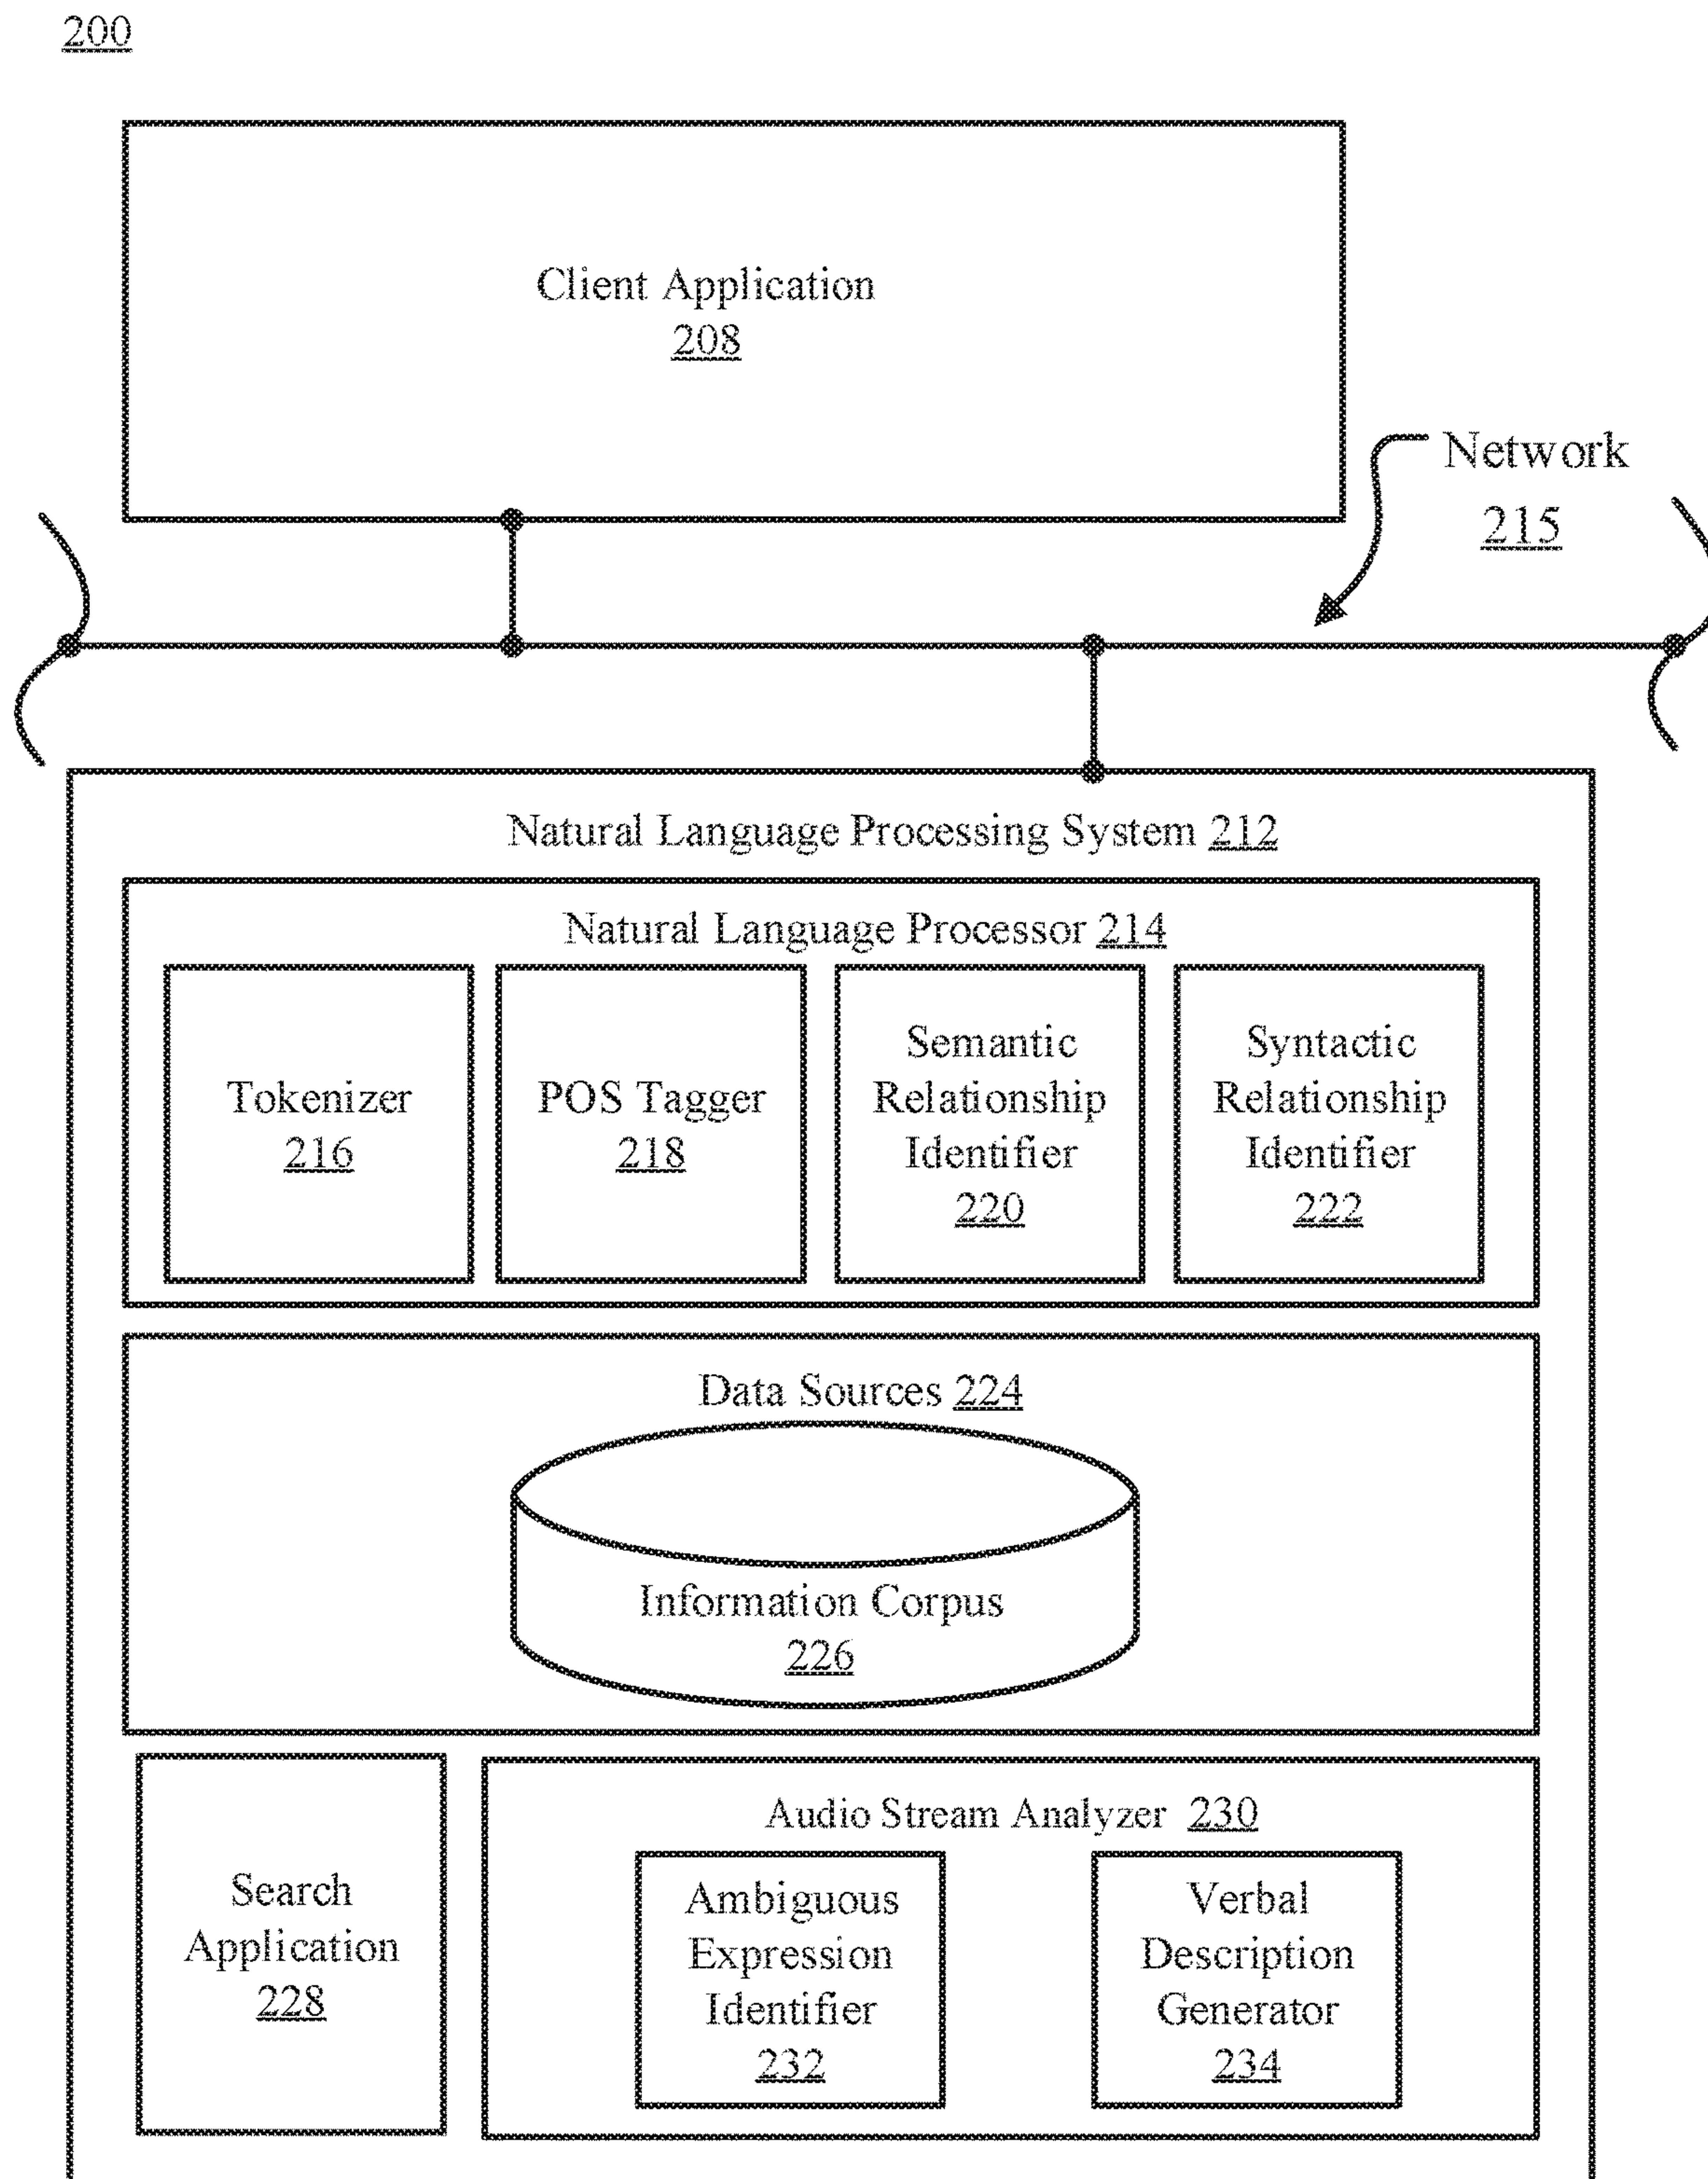 200
Client Application
208
Network
215
Natural Language Processing System 212
Natural Language Processor 214
Tokenizer
216
POS Tagger
218
Semantic
Relationship
Identifier
220
Syntactic
Relationship
Identifier
222
Data Sources 224
Information Corpus
226
Search
Application
228
Audio Stream Analyzer 230
Ambiguous
Expression
Identifier
232
Verbal
Description
Generator
234